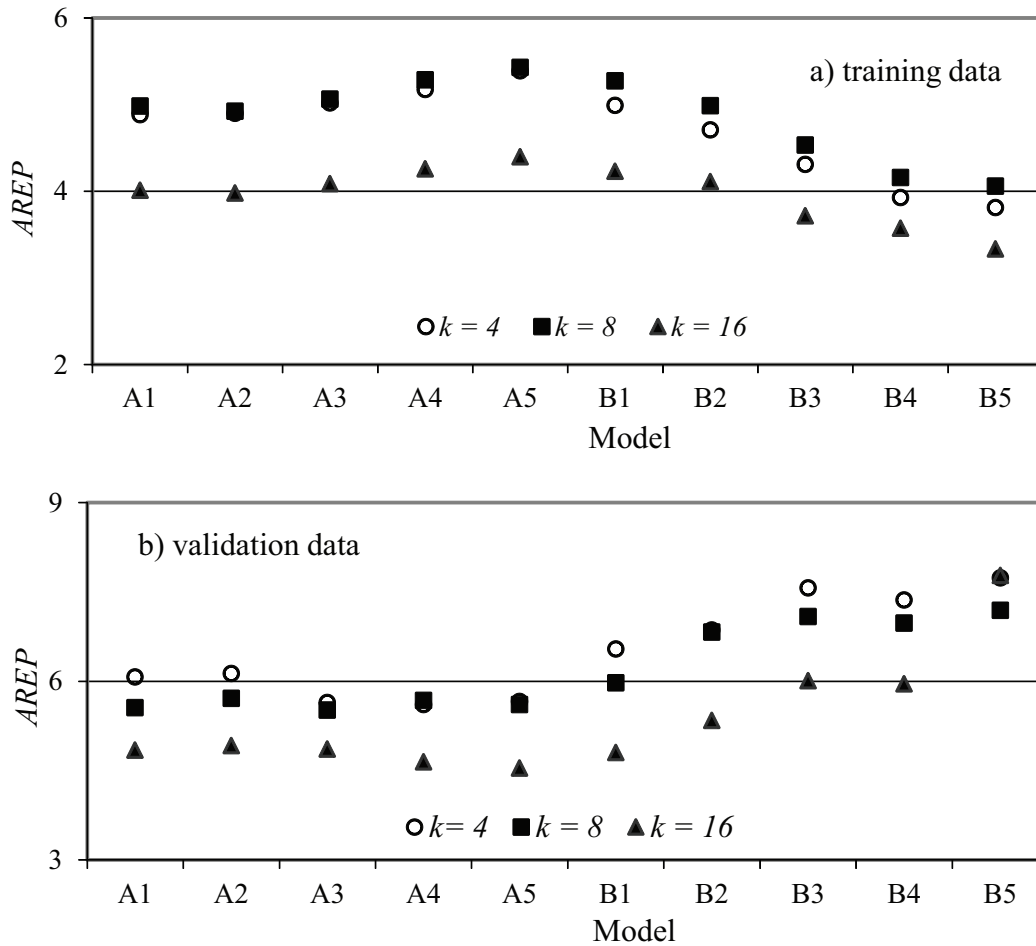 6
a) training data
AREP
4
k = 4 k = 8 k = 16
2
A1 A2 A3 A4 A5 B1 B2 B3 B4 B5
Model
9
b) validation data
AREP
6
k= 4 k = 8 k = 16
3
A1 A2 A3 A4 A5 B1 B2 B3 B4 B5
Model